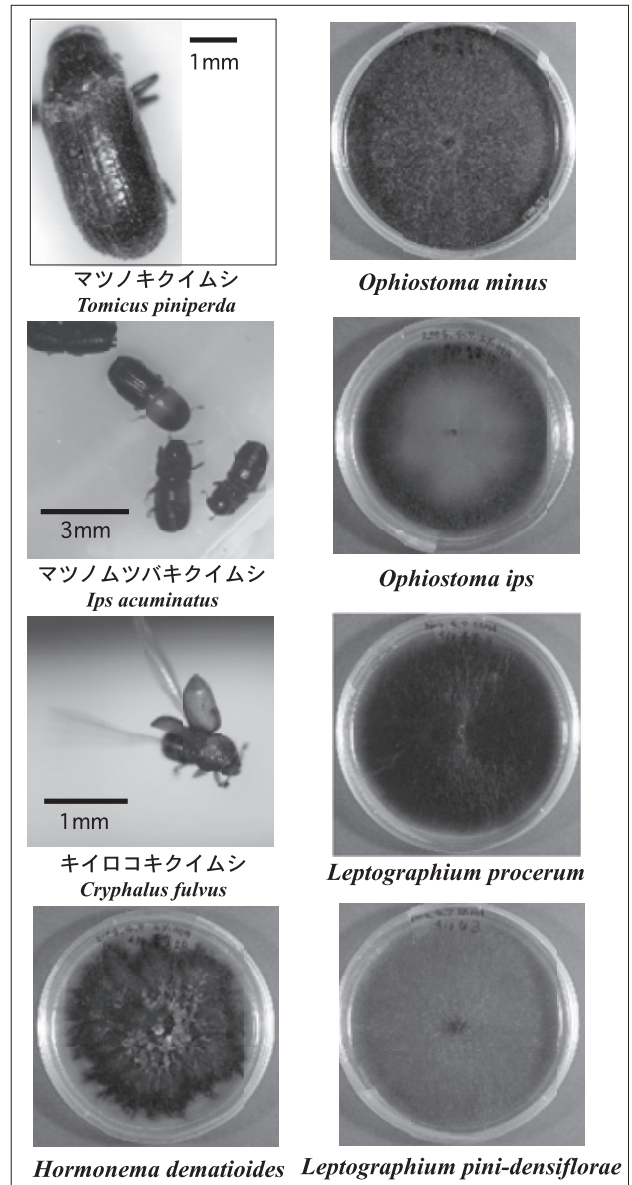 1mm
マツノキクイムシ
Tomicus piniperda
Ophiostoma minus
3mm
マツノムツバキクイムシ
Ips acuminatus
Ophiostoma ips
1mm
キイロコキクイムシ
Cryphalus fulvus
Leptographium procerum
Hormonema dematioides
Leptographium pini-densiflorae